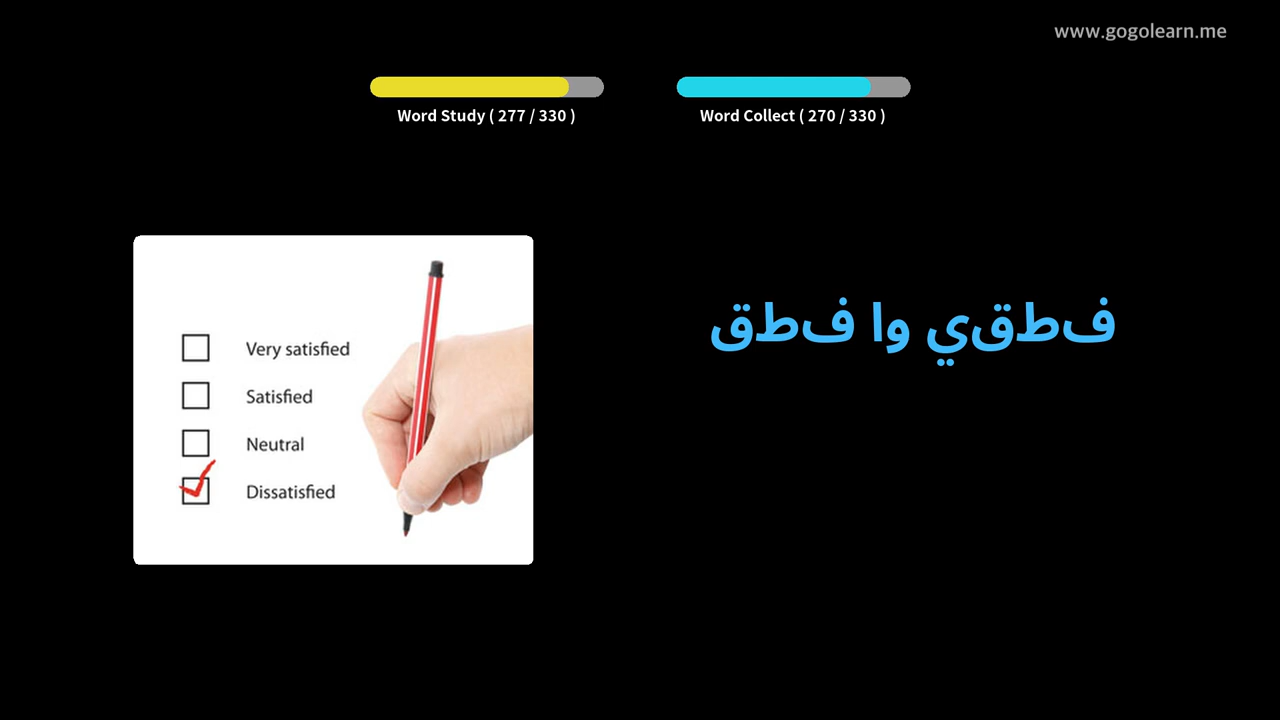 www.gogolearn.me
Word Study ( 277 / 330 )
Word Collect ( 270 / 330 )
فطقي وا فطق
Very satisfied
Satisfied
Neutral
Dissatisfied